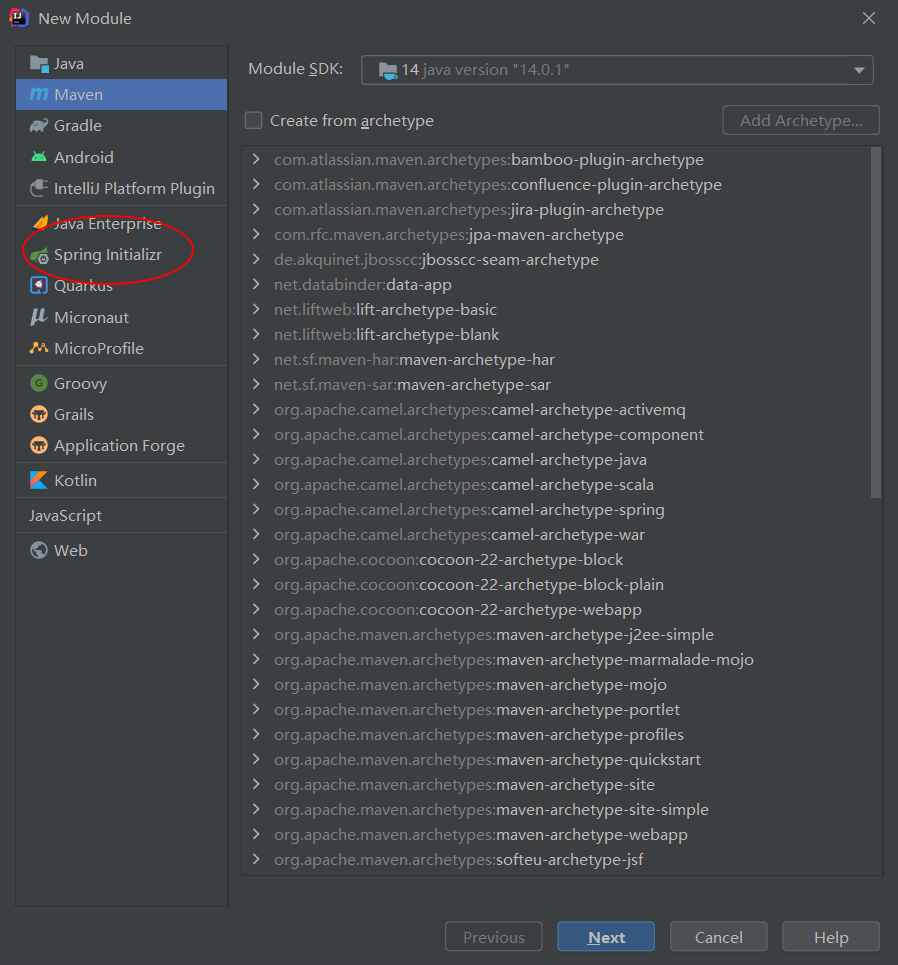 New Module
Java
Maven
Gradle
Android
IntelliJ Platform Plugin
Java Enterprise
Spring Initializr
Quarkus
Micronaut
MicroProfile
Groovy
Grails
Application Forge
Kotlin
JavaScript
Web
Module SDK: 14 java version "14.0.1"
Create from archetype Add Archetype...
com.atlassian.maven.archetypes:bamboo-plugin-archetype
com.atlassian.maven.archetypes:confluence-plugin-archetype
com.atlassian.maven.archetypes:jira-plugin-archetype
com.rfc.maven.archetypes:jpa-maven-archetype
de.akquinet.jbosscc:jbosscc-seam-archetype
net.databinder:data-app
net.liftweb:lift-archetype-basic
net.liftweb:lift-archetype-blank
net.sf.maven-har:maven-archetype-har
net.sf.maven-sar:maven-archetype-sar
org.apache.camel.archetypes:camel-archetype-activemq
org.apache.camel.archetypes:camel-archetype-component
org.apache.camel.archetypes:camel-archetype-java
org.apache.camel.archetypes:camel-archetype-scala
org.apache.camel.archetypes:camel-archetype-spring
org.apache.camel.archetypes:camel-archetype-war
org.apache.cocoon:cocoon-22-archetype-block
org.apache.cocoon:cocoon-22-archetype-block-plain
org.apache.cocoon:cocoon-22-archetype-webapp
org.apache.maven.archetypes:maven-archetype-j2ee-simple
org.apache.maven.archetypes:maven-archetype-marmalade-mojo
org.apache.maven.archetypes:maven-archetype-mojo
org.apache.maven.archetypes:maven-archetype-portlet
org.apache.maven.archetypes:maven-archetype-profiles
org.apache.maven.archetypes:maven-archetype-quickstart
org.apache.maven.archetypes:maven-archetype-site
org.apache.maven.archetypes:maven-archetype-site-simple
org.apache.maven.archetypes:maven-archetype-webapp
org.apache.maven.archetypes:softeu-archetype-jsf
Previous Next Cancel Help